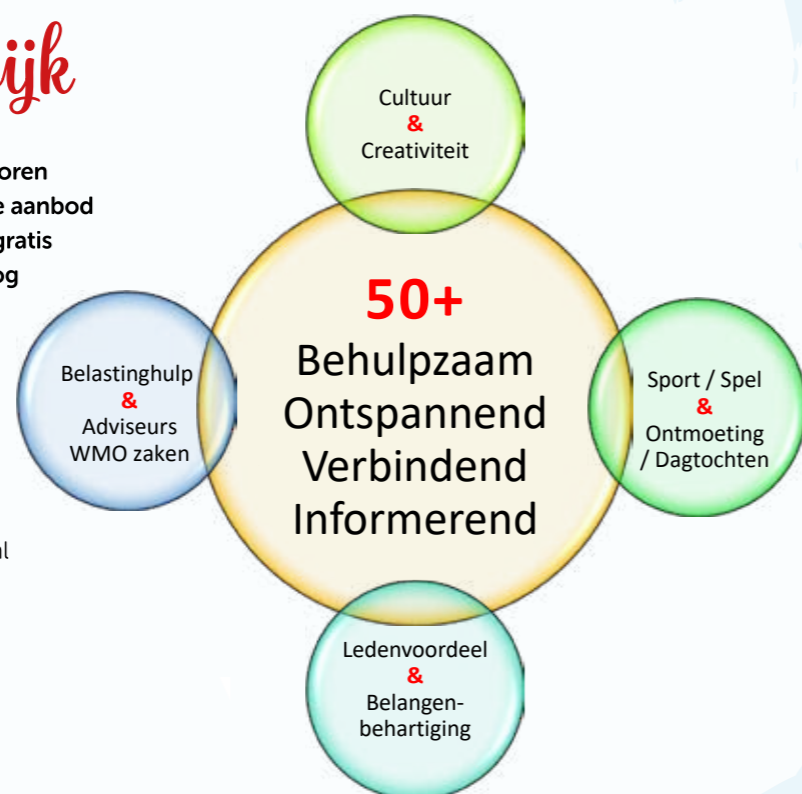 ijk
oren
e aanbod
gratis
og
al
Cultuur
&
Creativiteit
50+
Behulpzaam
Ontspannend
Verbindend
Informerend
Belastinghulp
&
Adviseurs
WMO zaken
Sport / Spel
&
Ontmoeting
/ Dagtochten
Ledenvoordeel
&
Belangen-
behartiging